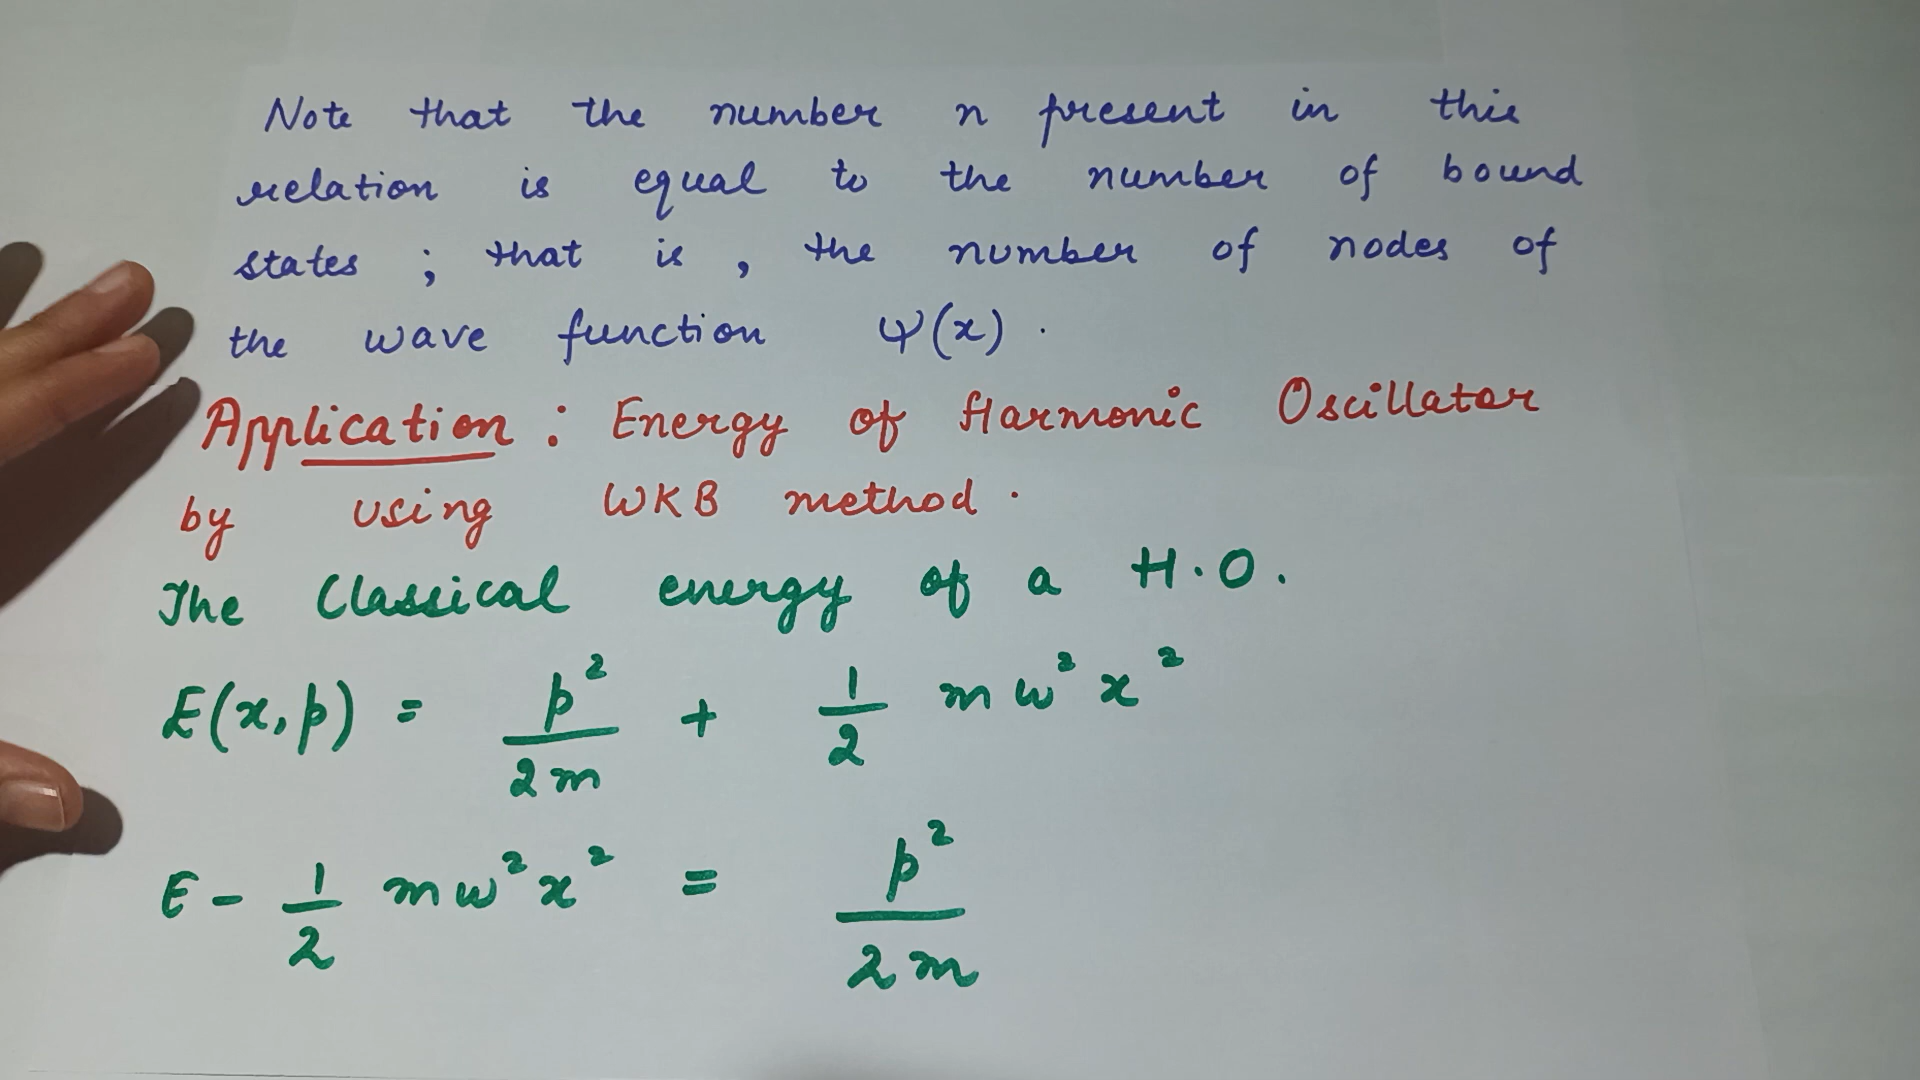 Note that the number n present in this
relation is equal to the number of bound
states ; that is , the number of nodes of
the wave function ψ(x) .
Application : Energy of Harmonic Oscillator
by using WKB method .
The Classical energy of a H.O.
E(x,p) = p²/2m + 1/2 mω²x²
E - 1/2 mω²x² = p²/2m